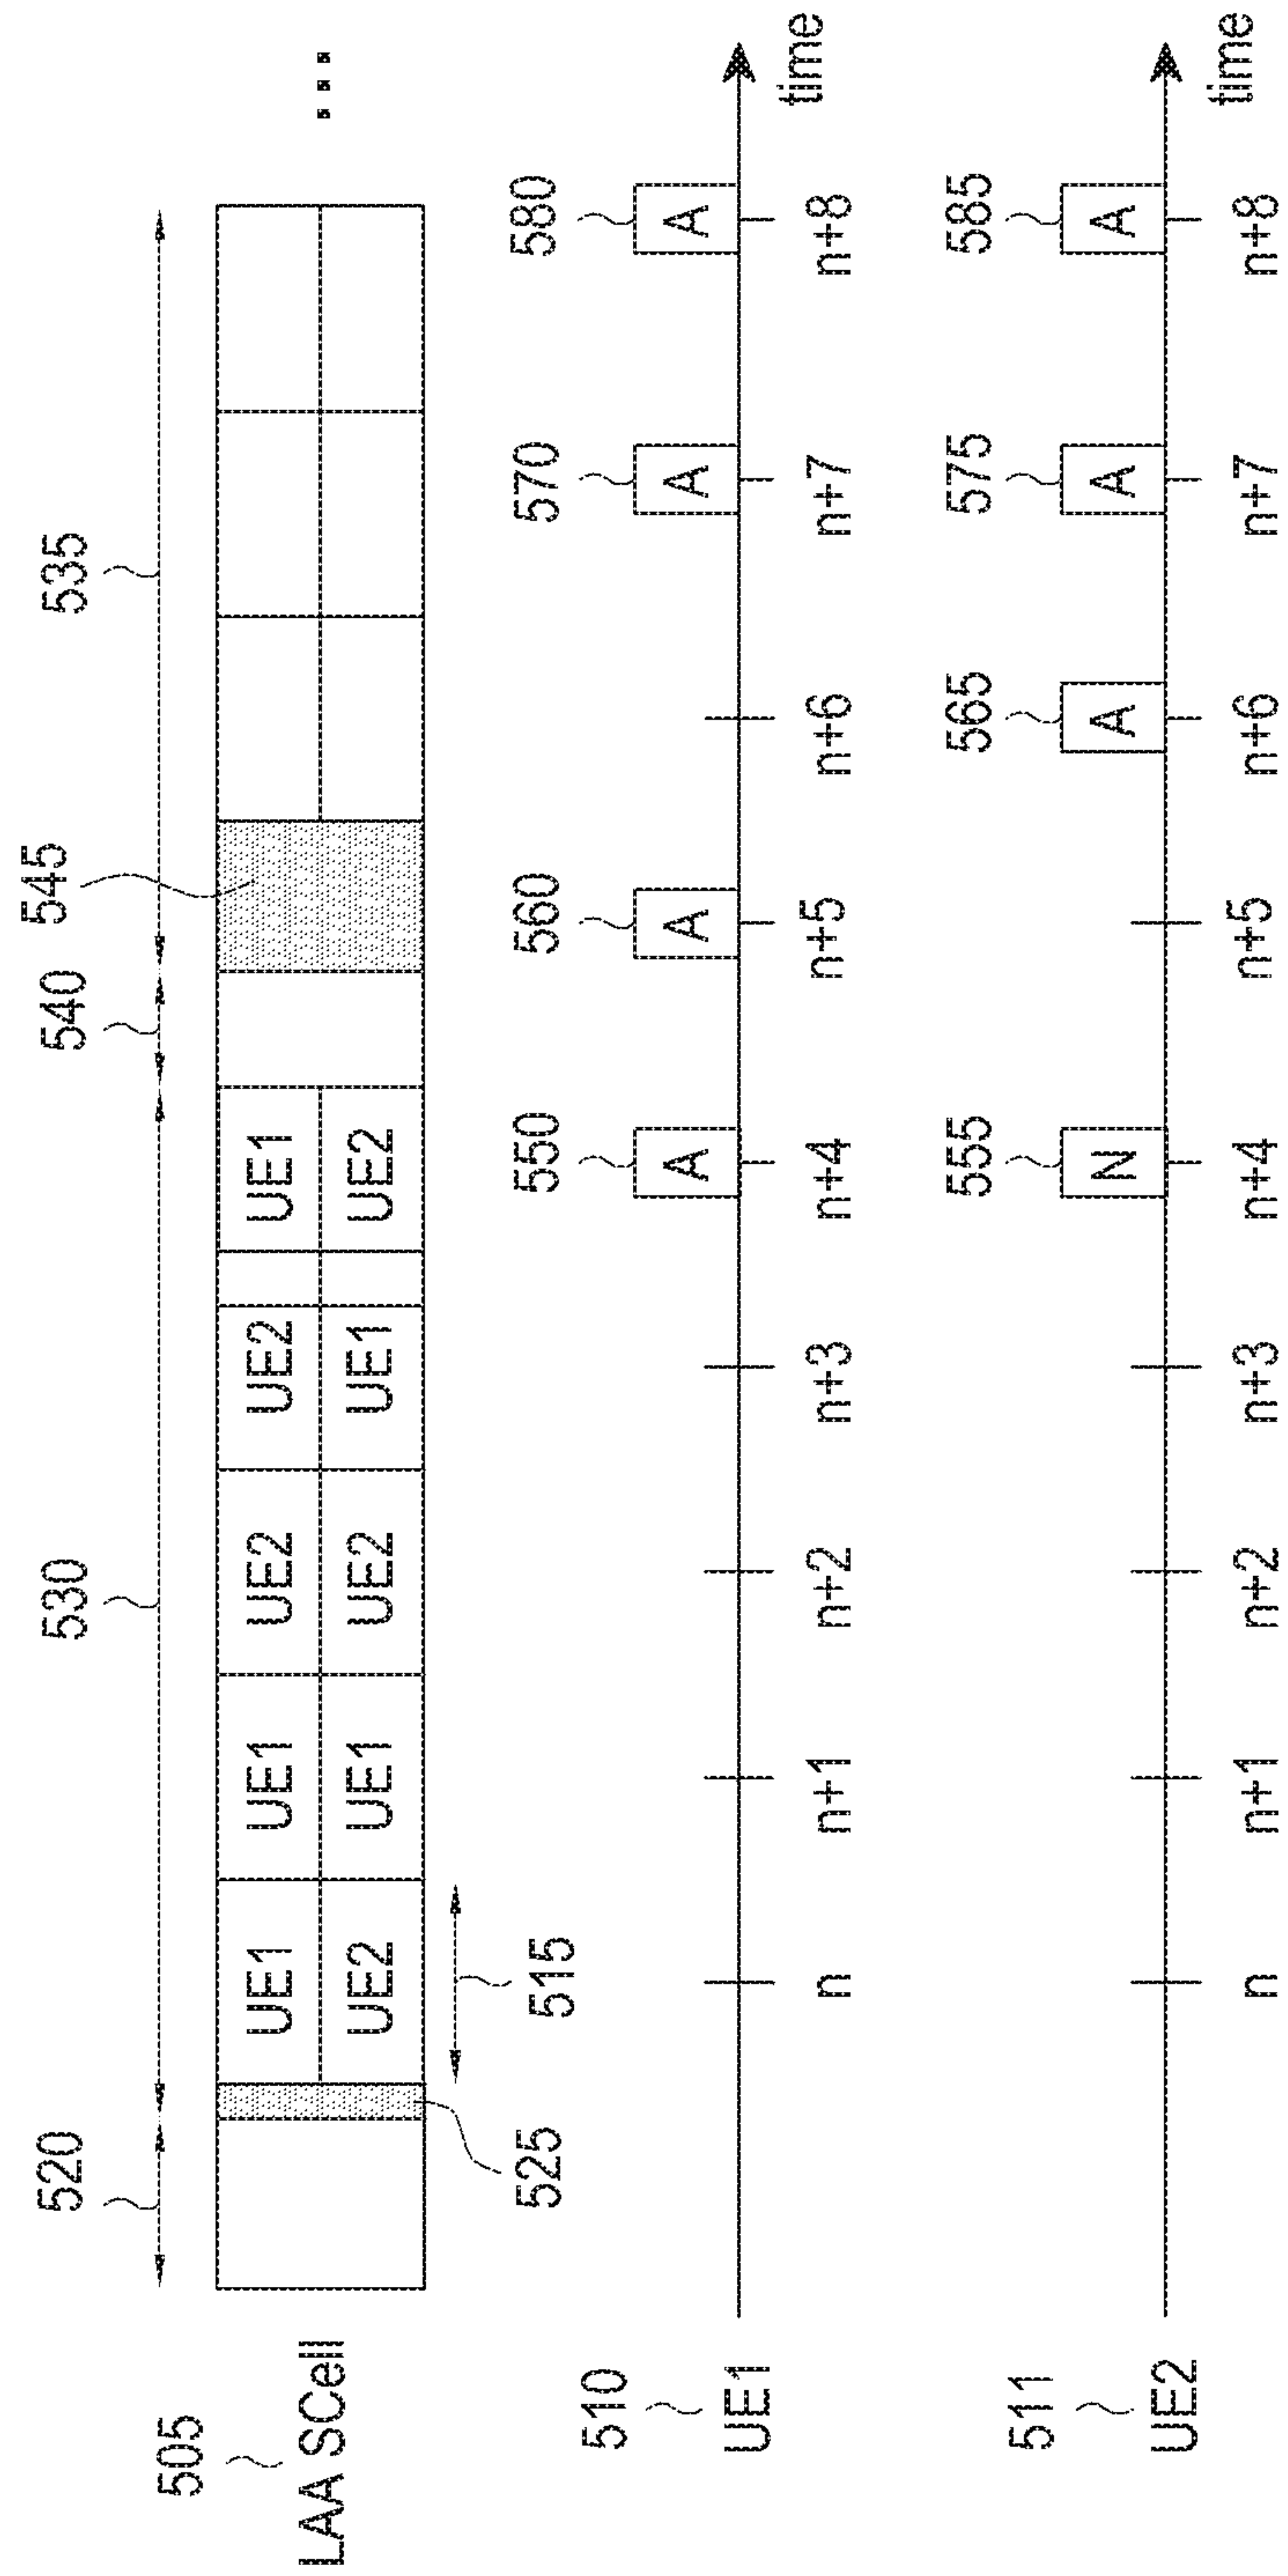 520 530 540 545 535
505
LAA SCell
UE1 UE1 UE2 UE2 UE1
UE2 UE1 UE2 UE1 UE2
...
525 515
510
UE1
550 560 570 580
A A A A
n n+1 n+2 n+3 n+4 n+5 n+6 n+7 n+8
time
511
UE2
555 565 575 585
N A A A
n n+1 n+2 n+3 n+4 n+5 n+6 n+7 n+8
time